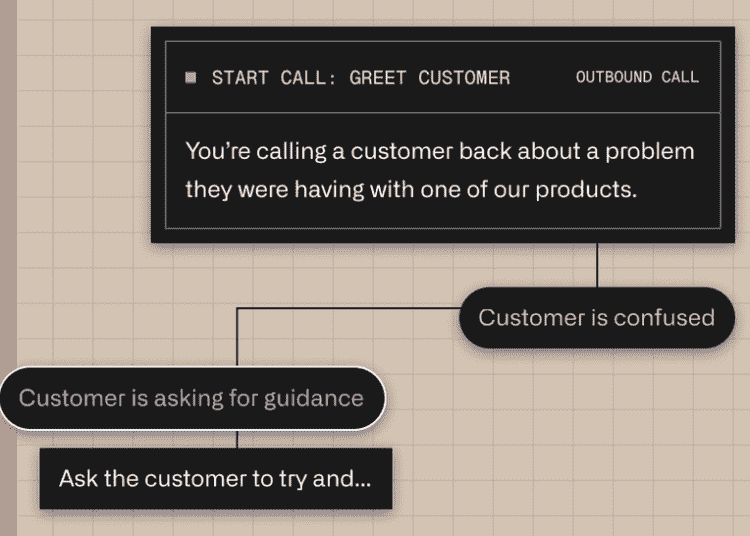 START CALL: GREET CUSTOMER
OUTBOUND CALL
You’re calling a customer back about a problem
they were having with one of our products.
Customer is confused
Customer is asking for guidance
Ask the customer to try and...